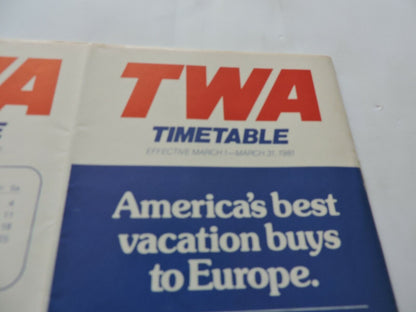 TWA
TIMETABLE
EFFECTIVE MARCH 1—MARCH 31, 1981
America's best
vacation buys
to Europe.